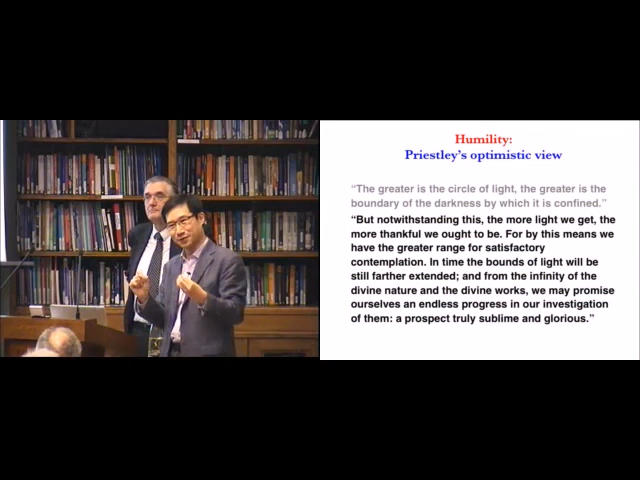 Humility:
Priestley's optimistic view
“The greater is the circle of light, the greater is the
boundary of the darkness by which it is confined.”
“But notwithstanding this, the more light we get, the
more thankful we ought to be. For by this means we
have the greater range for satisfactory
contemplation. In time the bounds of light will be
still farther extended; and from the infinity of the
divine nature and the divine works, we may promise
ourselves an endless progress in our investigation
of them: a prospect truly sublime and glorious.”